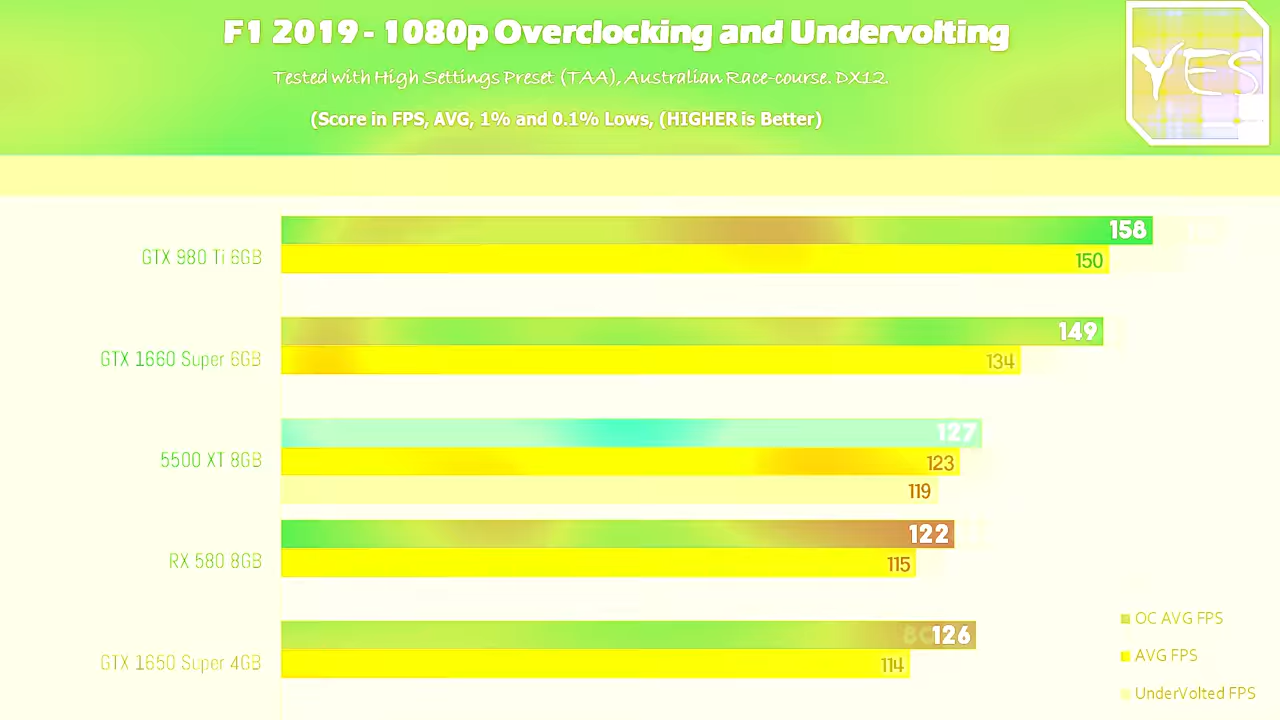 F1 2019 - 1080p Overclocking and Undervolting
Tested with High Settings Preset (TAA), Australian Race-course. DX12.
(Score in FPS, AVG, 1% and 0.1% Lows, (HIGHER is Better)
YES
GTX 980 Ti 6GB
158
150
GTX 1660 Super 6GB
149
134
5500 XT 8GB
127
123
119
RX 580 8GB
122
115
GTX 1650 Super 4GB
126
114
OC AVG FPS
AVG FPS
UnderVolted FPS